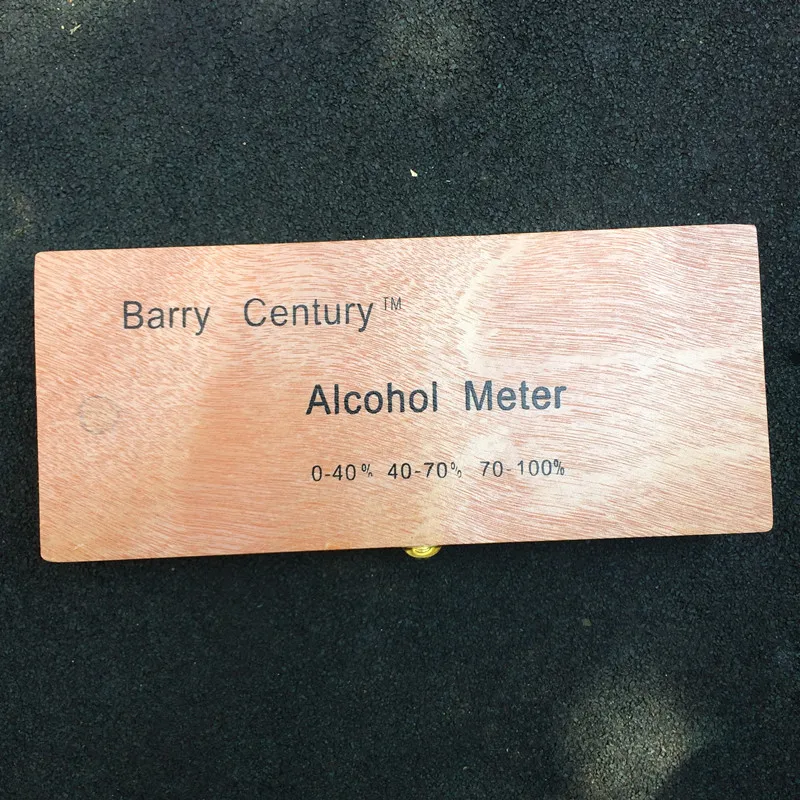 Barry Century™
Alcohol Meter
0-40% 40-70% 70-100%